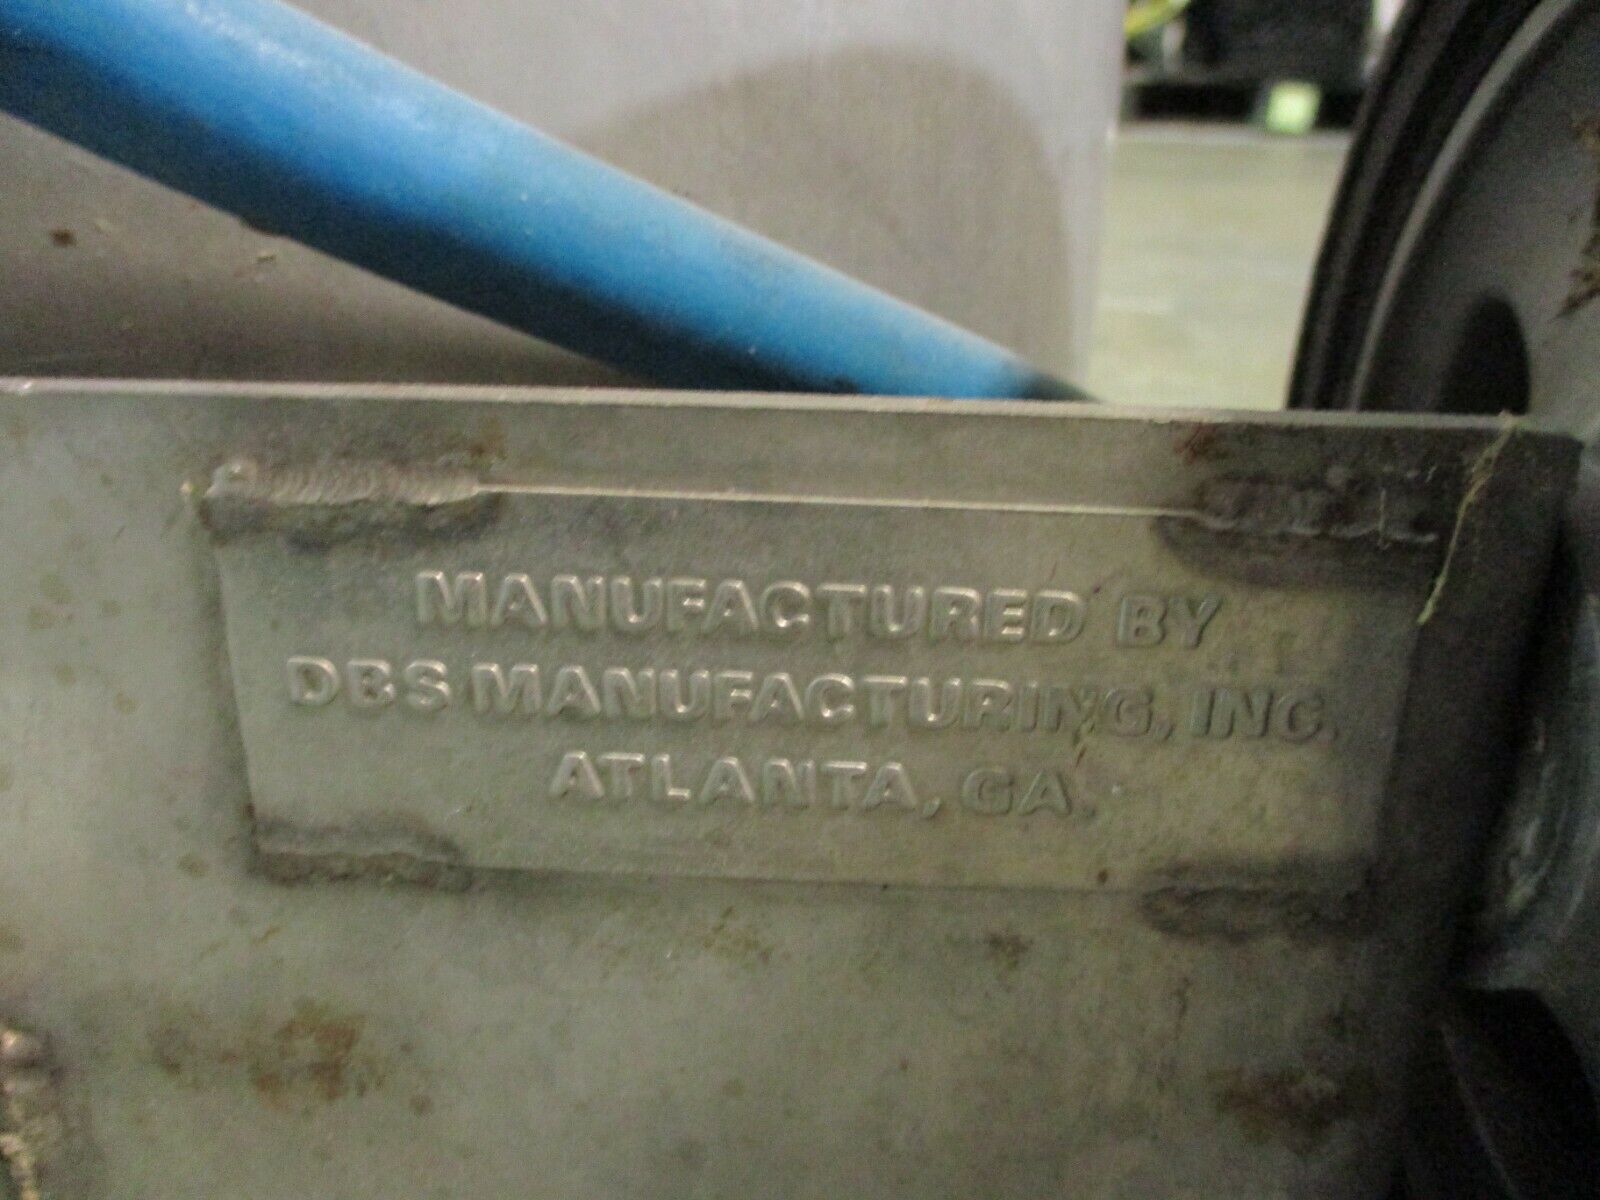 MANUFACTURED BY
DBS MANUFACTURING, INC.
ATLANTA, GA.